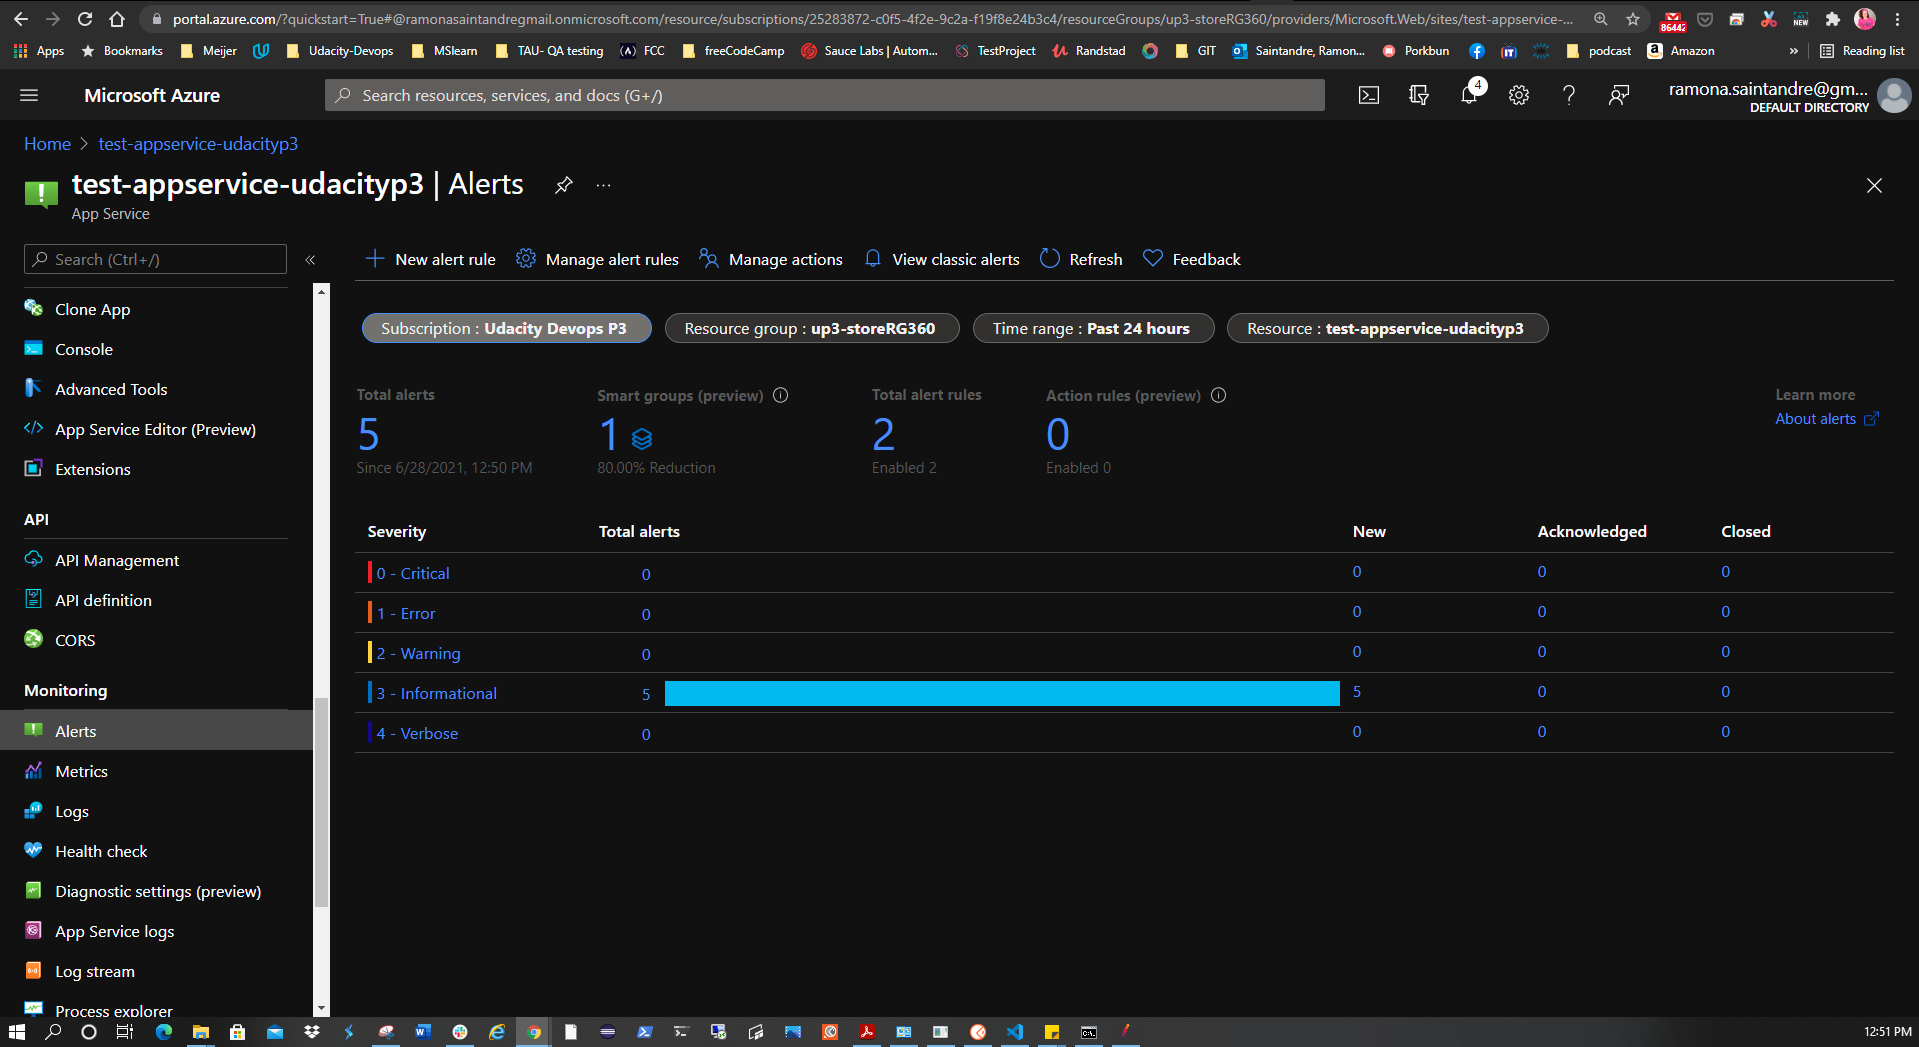 portal.azure.com/?quickstart=True#@ramonasaintandregmail.onmicrosoft.com/resource/subscriptions/25283872-c0f5-4f2e-9c2a-f19f8e24b3c4/resourceGroups/up3-storeRG360/providers/Microsoft.Web/sites/test-appservice-...
86442
NEW
Apps Bookmarks Meijer Udacity-Devops MSlearn TAU- QA testing FCC freeCodeCamp Sauce Labs | Autom... TestProject Randstad GIT Saintandre, Ramon... Porkbun podcast Amazon » Reading list
Microsoft Azure
Search resources, services, and docs (G+/)
4
ramona.saintandre@gm...
DEFAULT DIRECTORY
Home > test-appservice-udacityp3
test-appservice-udacityp3 | Alerts ...
App Service
Search (Ctrl+/) «
New alert rule Manage alert rules Manage actions View classic alerts Refresh Feedback
Clone App
Console
Advanced Tools
App Service Editor (Preview)
Extensions
API
API Management
API definition
CORS
Monitoring
Alerts
Metrics
Logs
Health check
Diagnostic settings (preview)
App Service logs
Log stream
Process explorer
Subscription : Udacity Devops P3 Resource group : up3-storeRG360 Time range : Past 24 hours Resource : test-appservice-udacityp3
Total alerts Smart groups (preview) Total alert rules Action rules (preview) Learn more
5 1 2 0 About alerts
Since 6/28/2021, 12:50 PM 80.00% Reduction Enabled 2 Enabled 0
Severity Total alerts New Acknowledged Closed
0 - Critical 0 0 0 0
1 - Error 0 0 0 0
2 - Warning 0 0 0 0
3 - Informational 5 5 0 0
4 - Verbose 0 0 0 0
12:51 PM